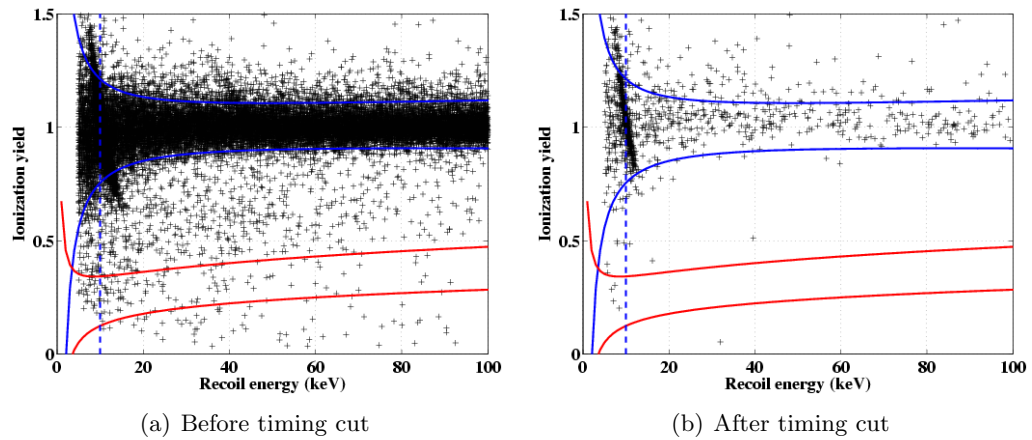 1.5
1
0.5
0
Ionization yield
0 20 40 60 80 100
Recoil energy (keV)
(a) Before timing cut
1.5
1
0.5
0
Ionization yield
0 20 40 60 80 100
Recoil energy (keV)
(b) After timing cut